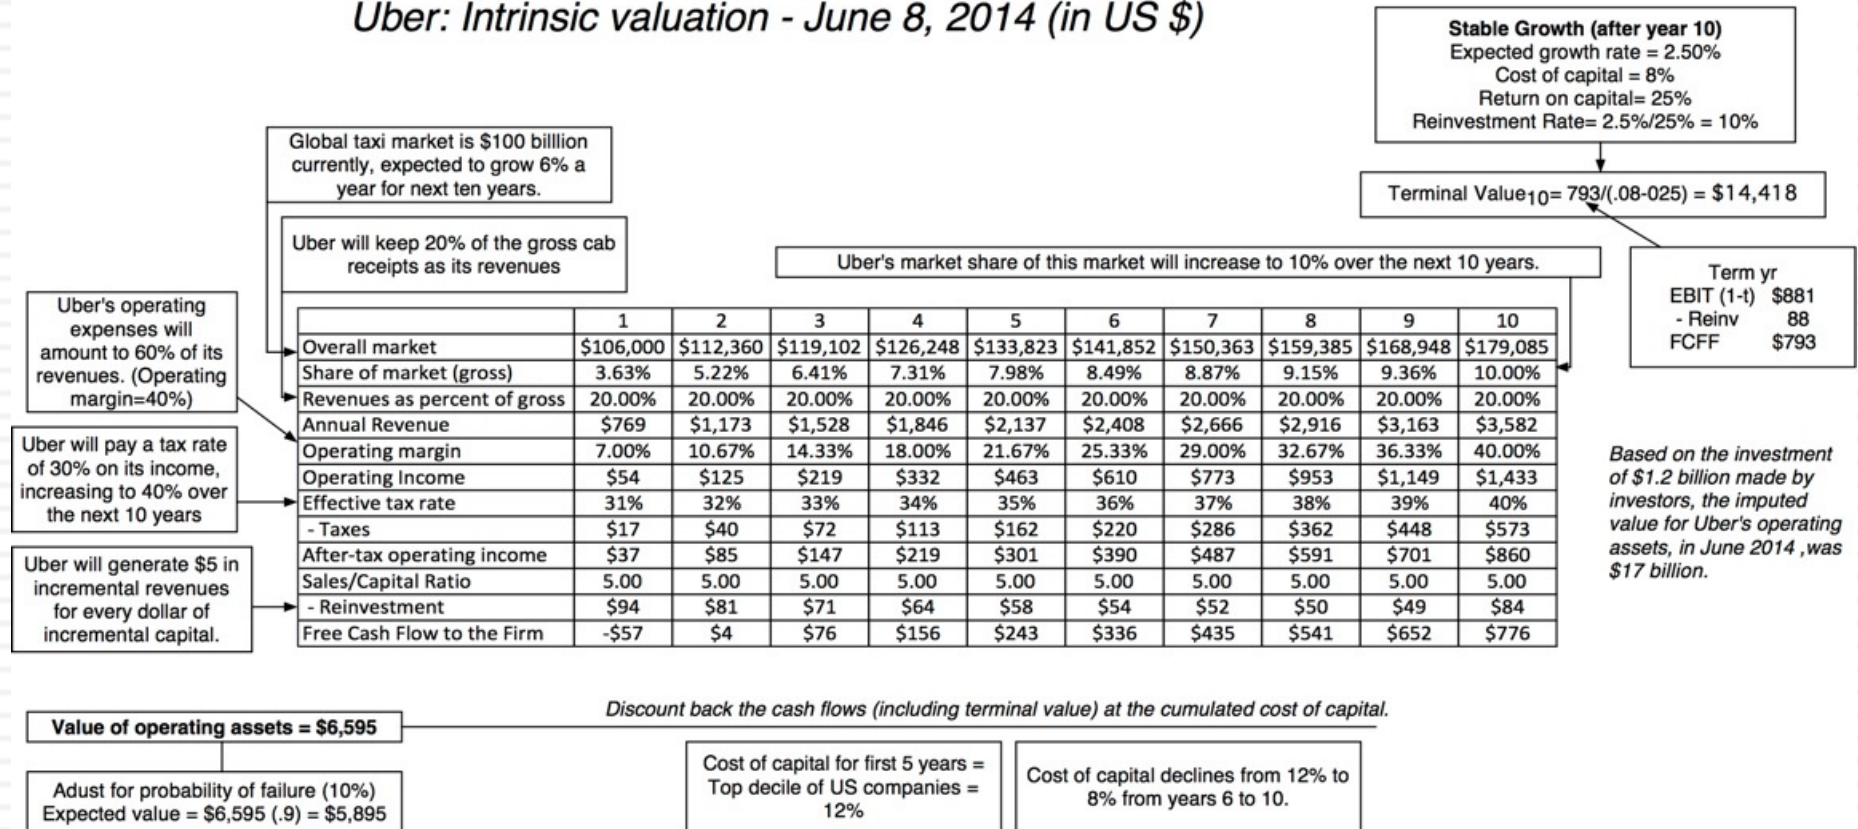 Uber: Intrinsic valuation - June 8, 2014 (in US $)
Stable Growth (after year 10)
Expected growth rate = 2.50%
Cost of capital = 8%
Return on capital= 25%
Reinvestment Rate= 2.5%/25% = 10%
Terminal Value10= 793/(.08-025) = $14,418
Term yr
EBIT (1-t) $881
- Reinv 88
FCFF $793
Global taxi market is $100 billlion
currently, expected to grow 6% a
year for next ten years.
Uber will keep 20% of the gross cab
receipts as its revenues
Uber's market share of this market will increase to 10% over the next 10 years.
Uber's operating
expenses will
amount to 60% of its
revenues. (Operating
margin=40%)
Uber will pay a tax rate
of 30% on its income,
increasing to 40% over
the next 10 years
Uber will generate $5 in
incremental revenues
for every dollar of
incremental capital.
1 2 3 4 5 6 7 8 9 10
Overall market $106,000 $112,360 $119,102 $126,248 $133,823 $141,852 $150,363 $159,385 $168,948 $179,085
Share of market (gross) 3.63% 5.22% 6.41% 7.31% 7.98% 8.49% 8.87% 9.15% 9.36% 10.00%
Revenues as percent of gross 20.00% 20.00% 20.00% 20.00% 20.00% 20.00% 20.00% 20.00% 20.00% 20.00%
Annual Revenue $769 $1,173 $1,528 $1,846 $2,137 $2,408 $2,666 $2,916 $3,163 $3,582
Operating margin 7.00% 10.67% 14.33% 18.00% 21.67% 25.33% 29.00% 32.67% 36.33% 40.00%
Operating Income $54 $125 $219 $332 $463 $610 $773 $953 $1,149 $1,433
Effective tax rate 31% 32% 33% 34% 35% 36% 37% 38% 39% 40%
- Taxes $17 $40 $72 $113 $162 $220 $286 $362 $448 $573
After-tax operating income $37 $85 $147 $219 $301 $390 $487 $591 $701 $860
Sales/Capital Ratio 5.00 5.00 5.00 5.00 5.00 5.00 5.00 5.00 5.00 5.00
- Reinvestment $94 $81 $71 $64 $58 $54 $52 $50 $49 $84
Free Cash Flow to the Firm -$57 $4 $76 $156 $243 $336 $435 $541 $652 $776
Based on the investment
of $1.2 billion made by
investors, the imputed
value for Uber's operating
assets, in June 2014 ,was
$17 billion.
Discount back the cash flows (including terminal value) at the cumulated cost of capital.
Value of operating assets = $6,595
Adust for probability of failure (10%)
Expected value = $6,595 (.9) = $5,895
Cost of capital for first 5 years =
Top decile of US companies =
12%
Cost of capital declines from 12% to
8% from years 6 to 10.